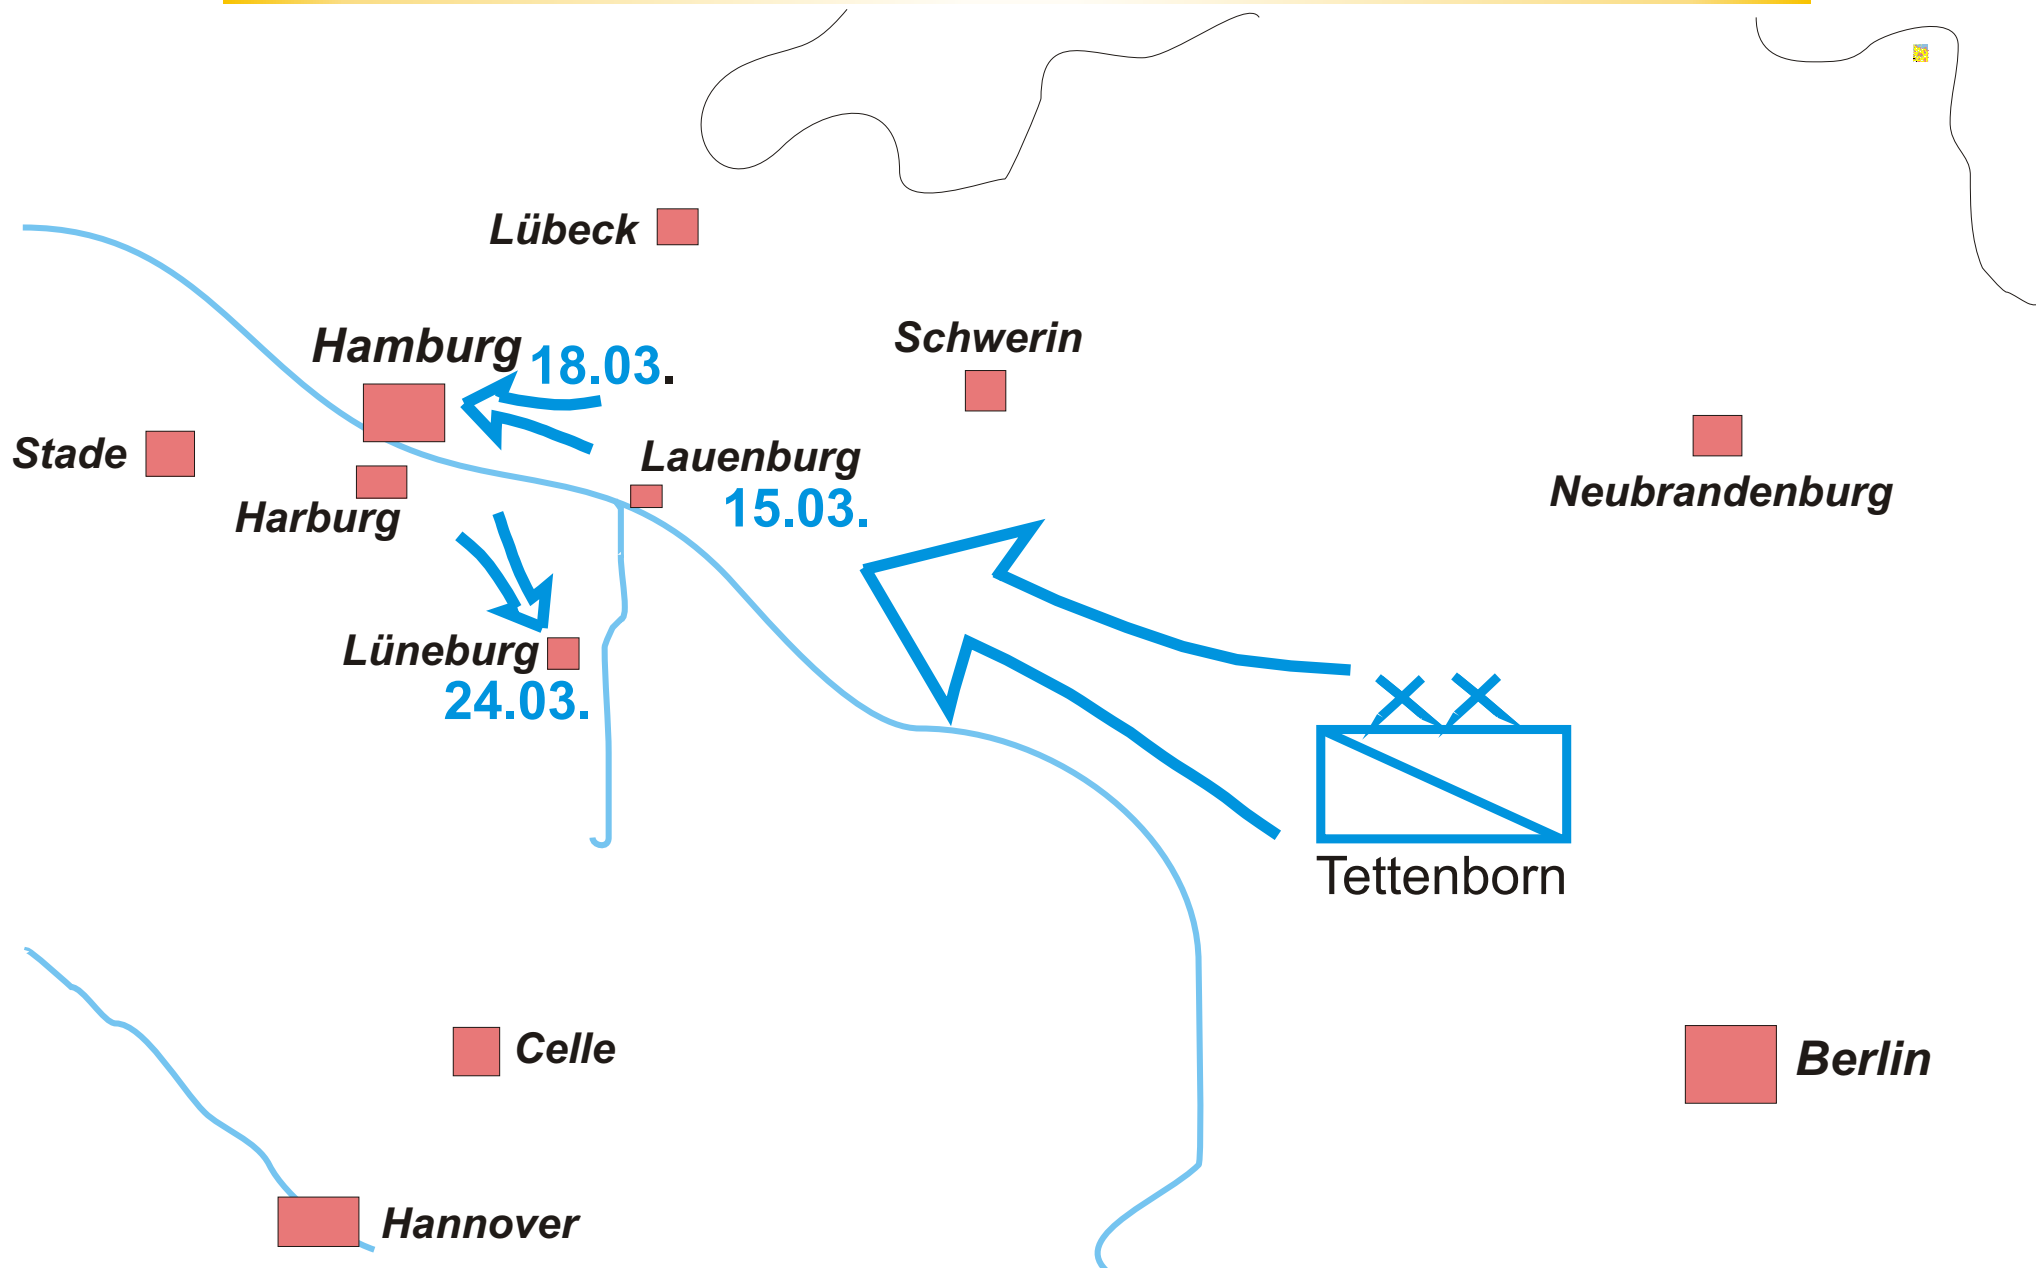 Lübeck
Hamburg
18.03.
Schwerin
Stade
Lauenburg
15.03.
Harburg
Neubrandenburg
Lüneburg
24.03.
Tettenborn
Celle
Berlin
Hannover